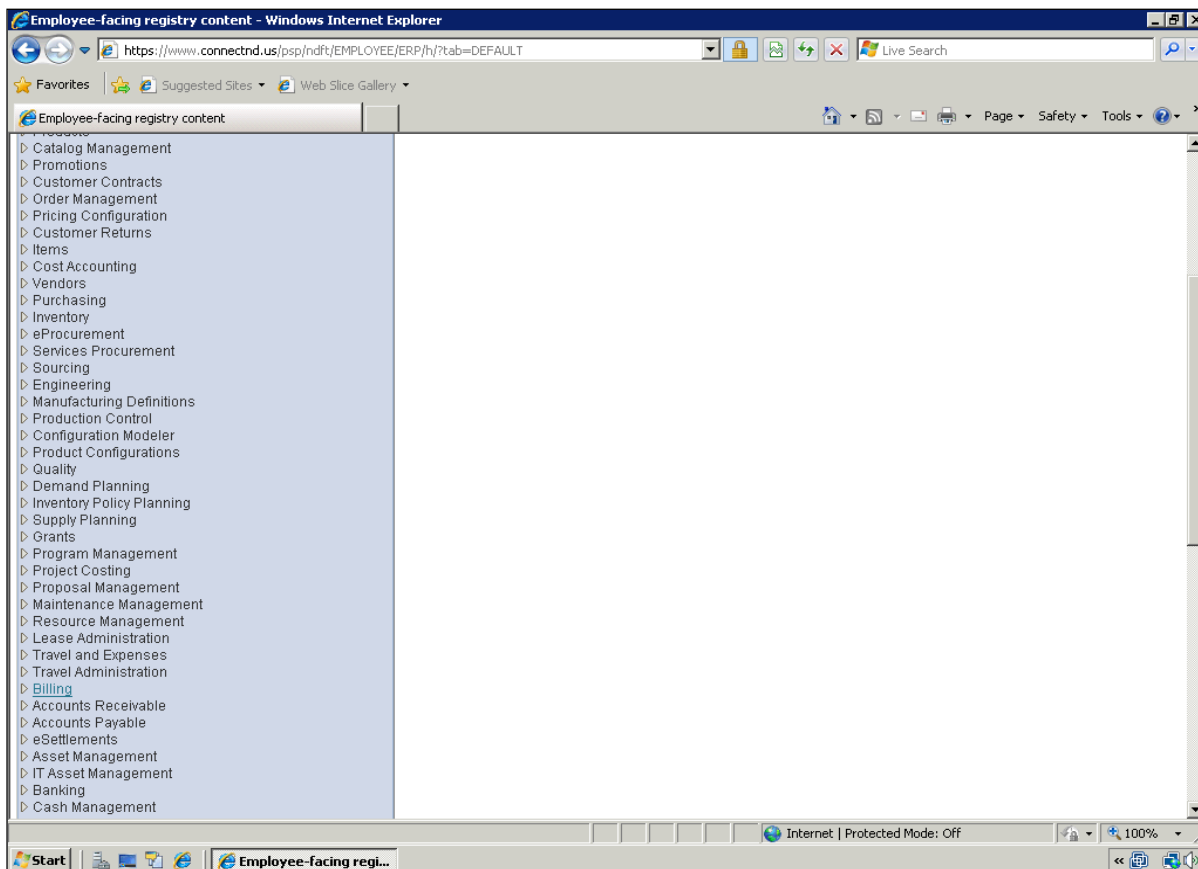 Employee-facing registry content - Windows Internet Explorer
https://www.connectnd.us/psp/ndft/EMPLOYEE/ERP/h/?tab=DEFAULT
Live Search
Favorites
Suggested Sites
Web Slice Gallery
Employee-facing registry content
Page
Safety
Tools
Products
Catalog Management
Promotions
Customer Contracts
Order Management
Pricing Configuration
Customer Returns
Items
Cost Accounting
Vendors
Purchasing
Inventory
eProcurement
Services Procurement
Sourcing
Engineering
Manufacturing Definitions
Production Control
Configuration Modeler
Product Configurations
Quality
Demand Planning
Inventory Policy Planning
Supply Planning
Grants
Program Management
Project Costing
Proposal Management
Maintenance Management
Resource Management
Lease Administration
Travel and Expenses
Travel Administration
Billing
Accounts Receivable
Accounts Payable
eSettlements
Asset Management
IT Asset Management
Banking
Cash Management
Internet | Protected Mode: Off
100%
Start
Employee-facing regi...